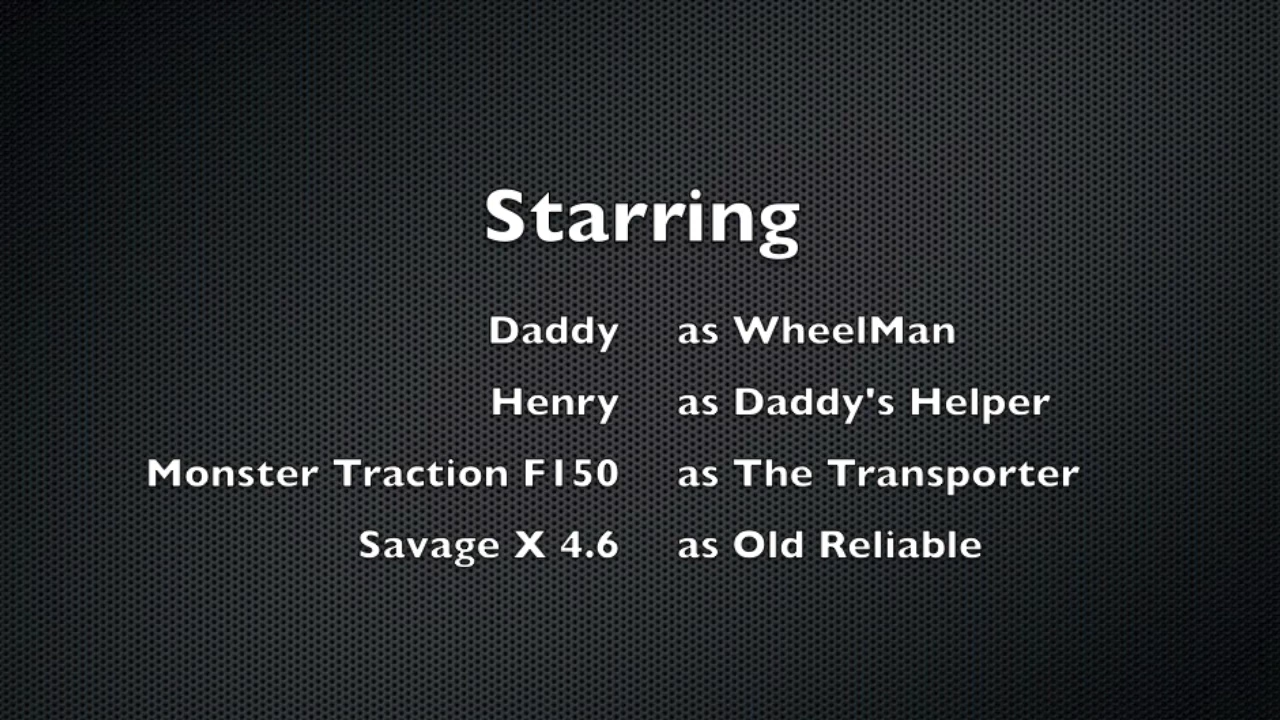 Starring
Daddy as WheelMan
Henry as Daddy's Helper
Monster Traction F150 as The Transporter
Savage X 4.6 as Old Reliable